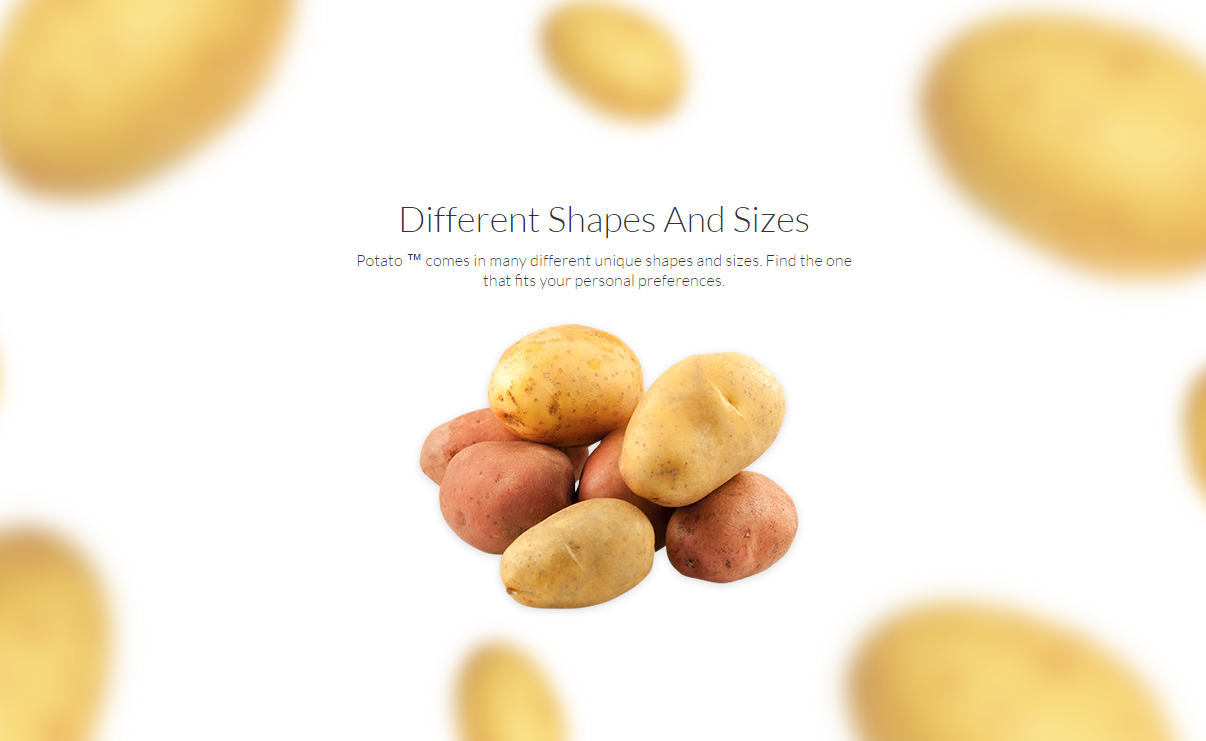 Different Shapes And Sizes
Potato ™ comes in many different unique shapes and sizes. Find the one
that fits your personal preferences.